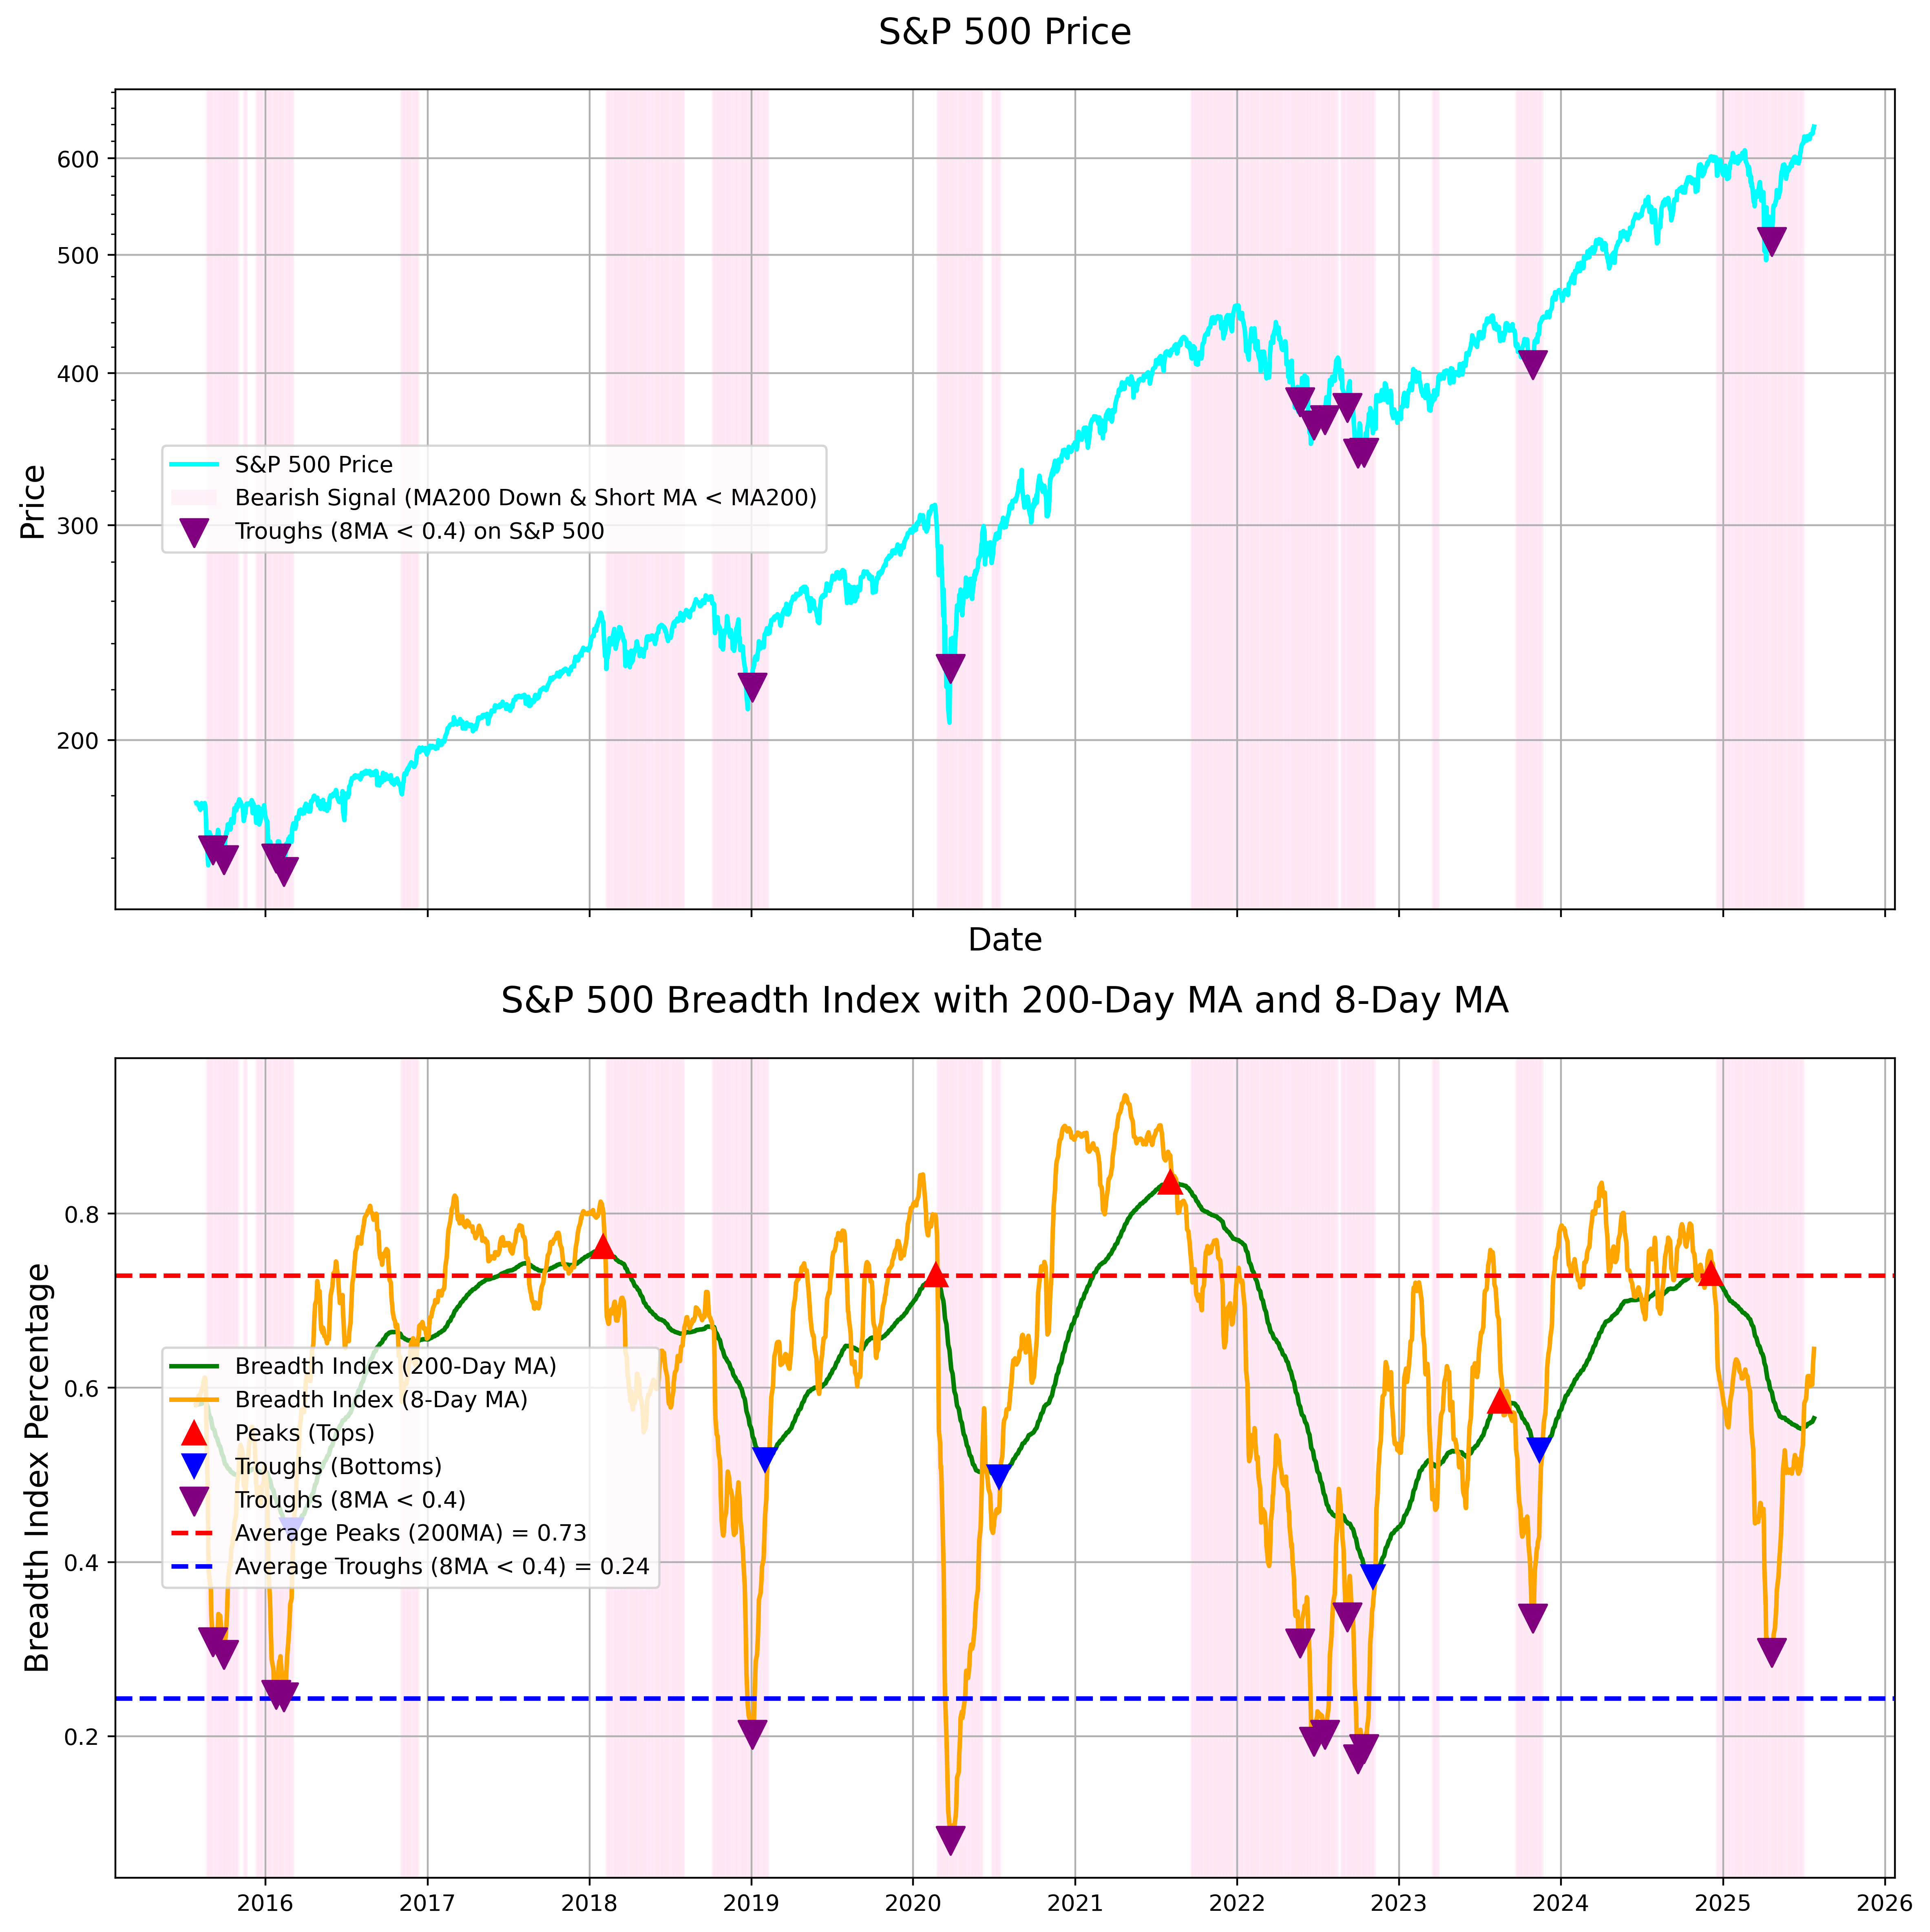 S&P 500 Price
Price
600
500
400
300
200
S&P 500 Price
Bearish Signal (MA200 Down & Short MA < MA200)
Troughs (8MA < 0.4) on S&P 500
Date
S&P 500 Breadth Index with 200-Day MA and 8-Day MA
Breadth Index Percentage
0.8
0.6
0.4
0.2
Breadth Index (200-Day MA)
Breadth Index (8-Day MA)
Peaks (Tops)
Troughs (Bottoms)
Troughs (8MA < 0.4)
Average Peaks (200MA) = 0.73
Average Troughs (8MA < 0.4) = 0.24
2016 2017 2018 2019 2020 2021 2022 2023 2024 2025 2026